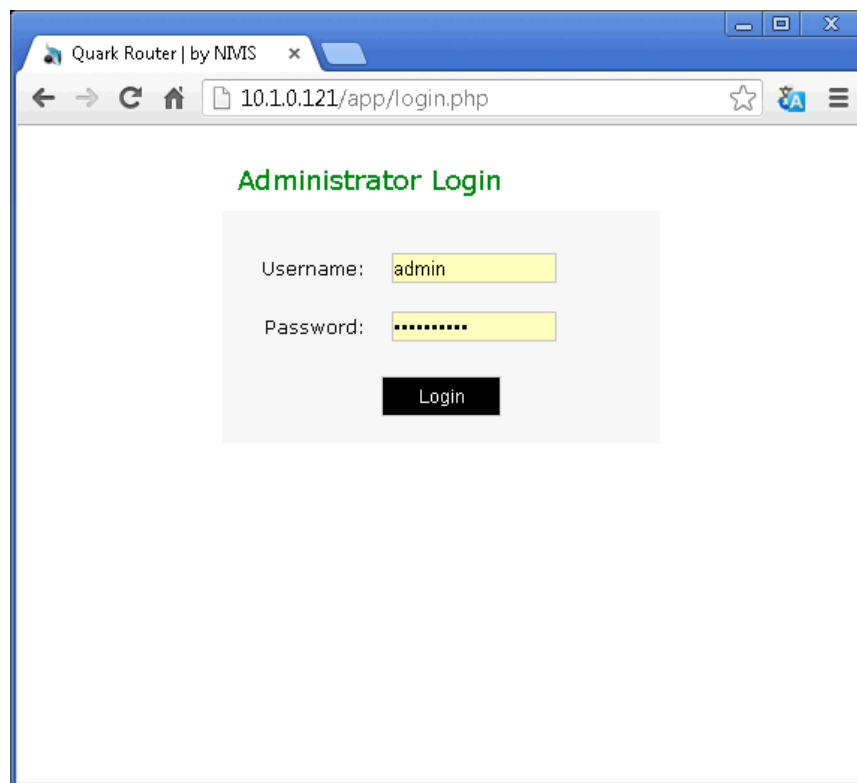 Quark Router | by NIVIS
10.1.0.121/app/login.php
Administrator Login
Username: admin
Password: ••••••••••
Login